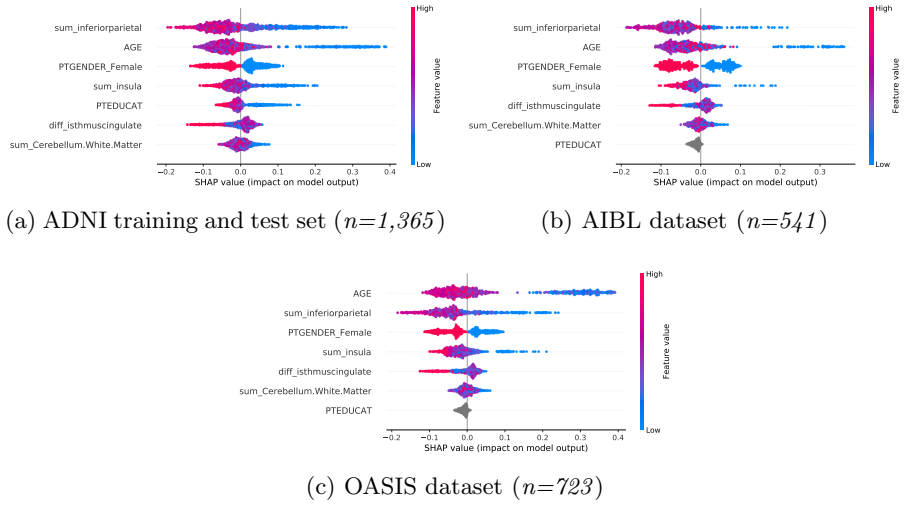 sum_inferiorparietal
AGE
PTGENDER_Female
sum_insula
PTEDUCAT
diff_isthmuscingulate
sum_Cerebellum.White.Matter
−0.2 −0.1 0.0 0.1 0.2 0.3 0.4
SHAP value (impact on model output)
High
Feature value
Low
(a) ADNI training and test set (n=1,365)
sum_inferiorparietal
AGE
PTGENDER_Female
sum_insula
diff_isthmuscingulate
sum_Cerebellum.White.Matter
PTEDUCAT
−0.2 −0.1 0.0 0.1 0.2 0.3
SHAP value (impact on model output)
High
Feature value
Low
(b) AIBL dataset (n=541)
AGE
sum_inferiorparietal
PTGENDER_Female
sum_insula
diff_isthmuscingulate
sum_Cerebellum.White.Matter
PTEDUCAT
−0.2 −0.1 0.0 0.1 0.2 0.3 0.4
SHAP value (impact on model output)
High
Feature value
Low
(c) OASIS dataset (n=723)